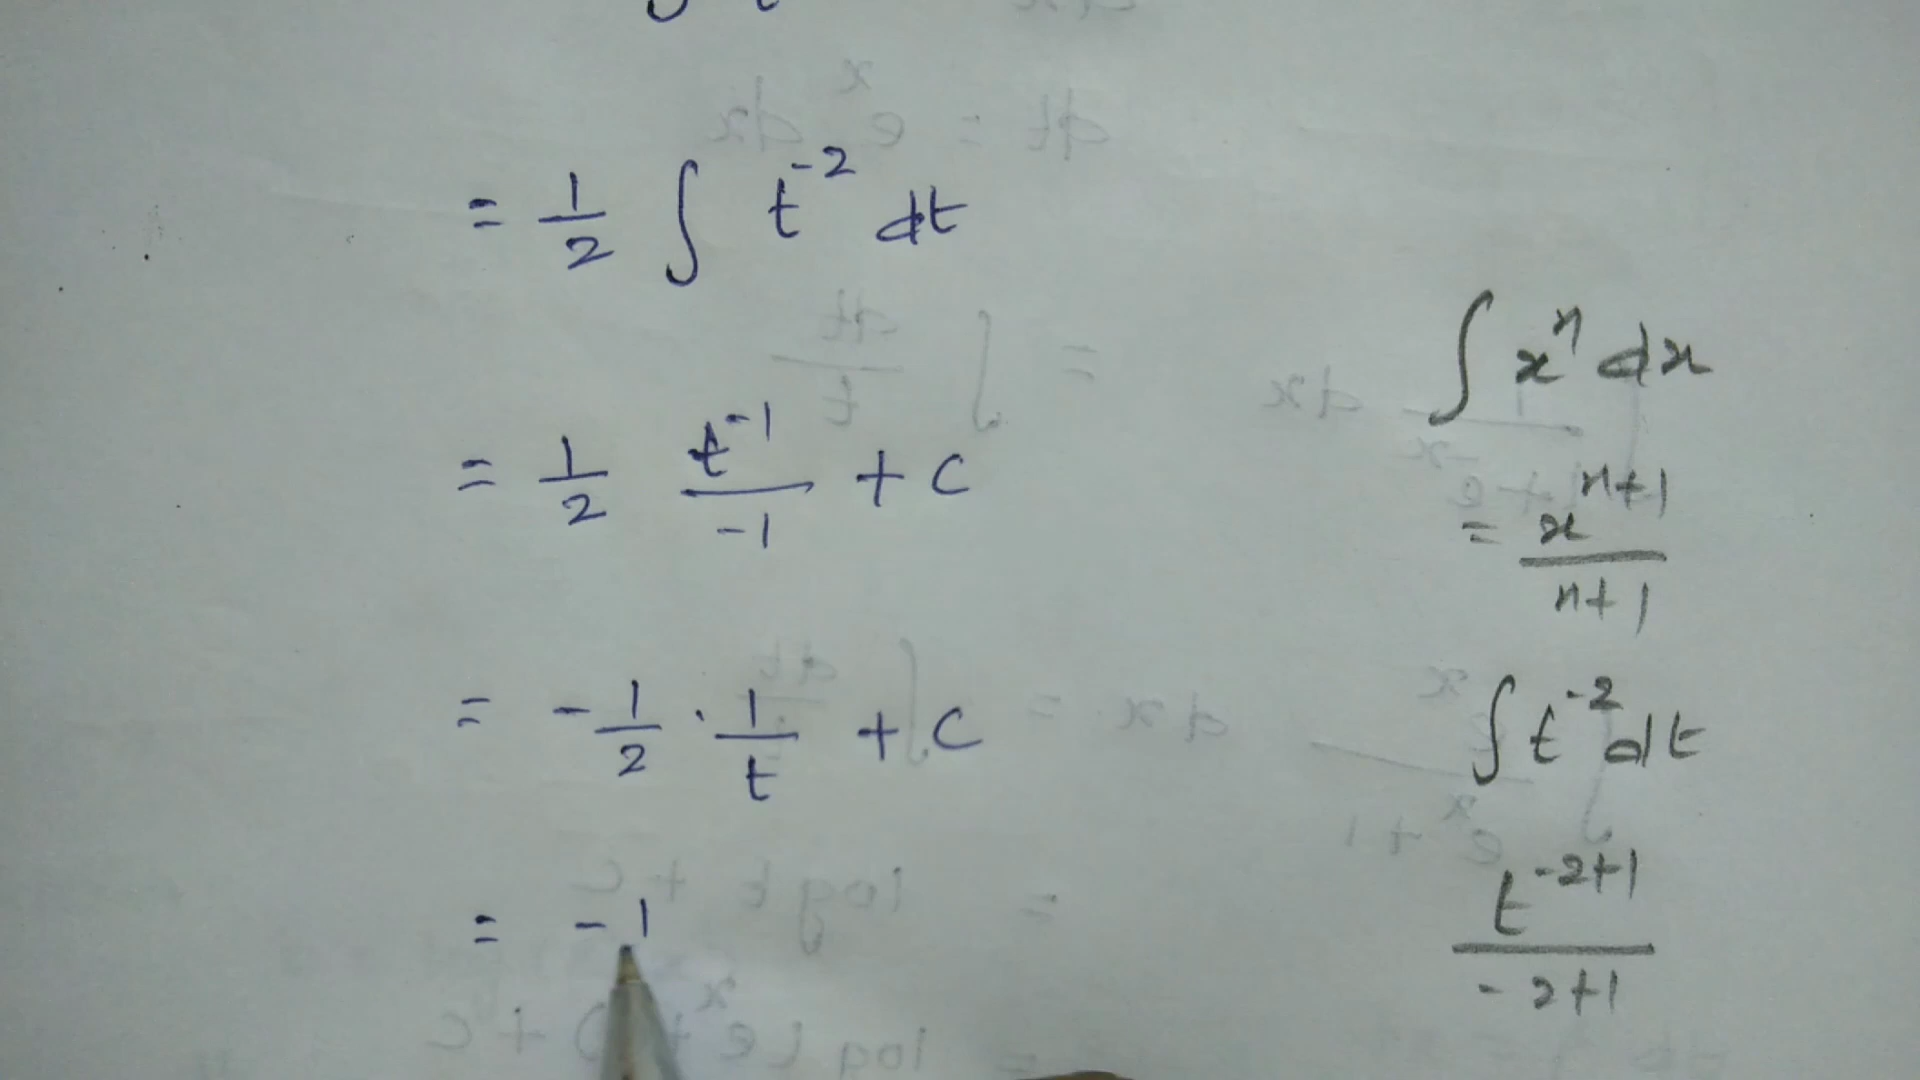 = 1/2 ∫ t^-2 dt
= 1/2 t^-1/-1 + C
= -1/2 · 1/t + C
= -1
∫ x^n dx
= x^n+1/n+1
∫ t^-2 dt
t^-2+1/-2+1